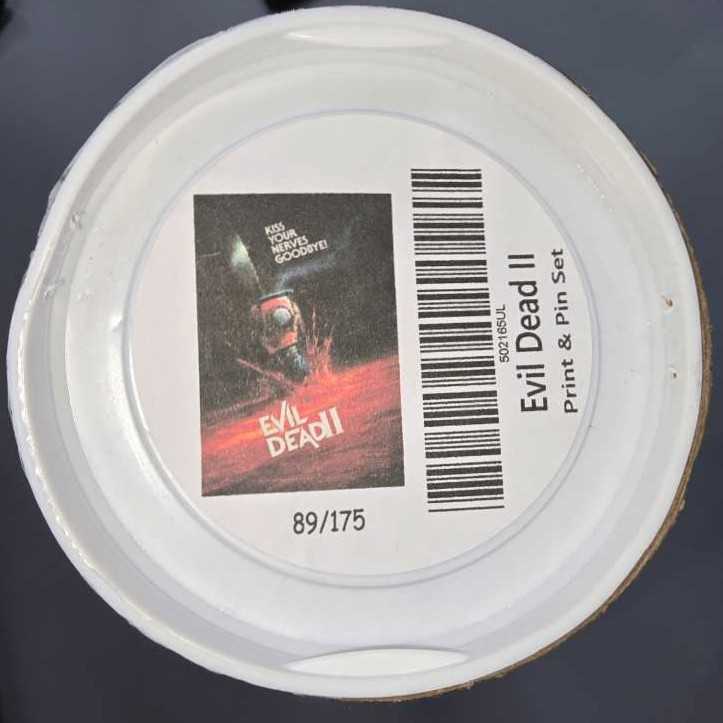 KISS
YOUR
NERVES
GOODBYE!
EVIL
DEAD II
89/175
502165UL
Evil Dead II
Print & Pin Set